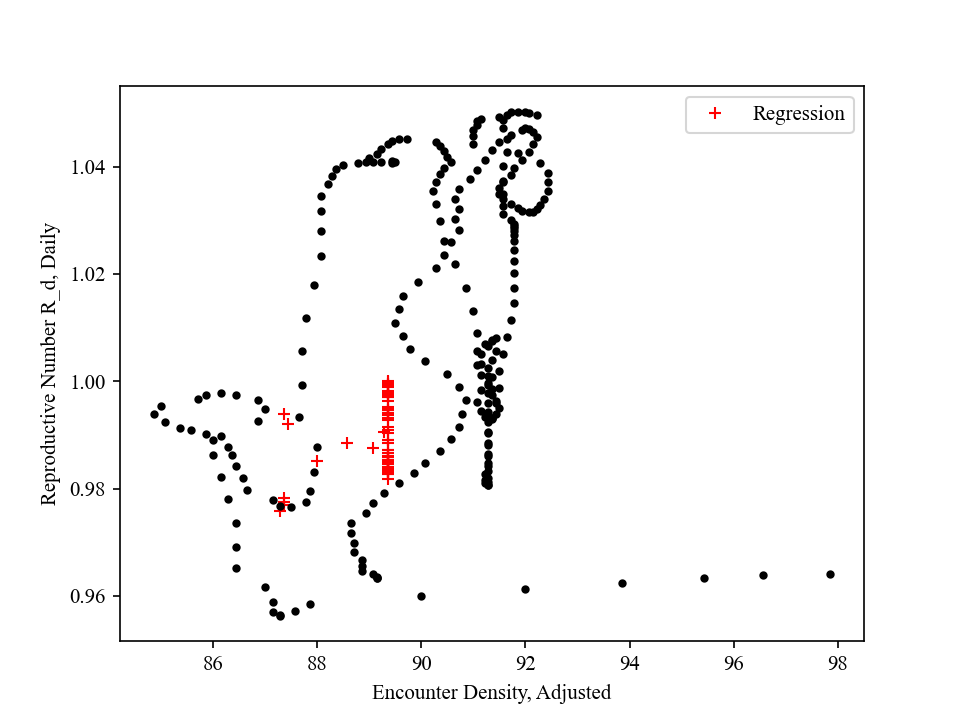 Regression
Reproductive Number R_d, Daily
1.04
1.02
1.00
0.98
0.96
86 88 90 92 94 96 98
Encounter Density, Adjusted